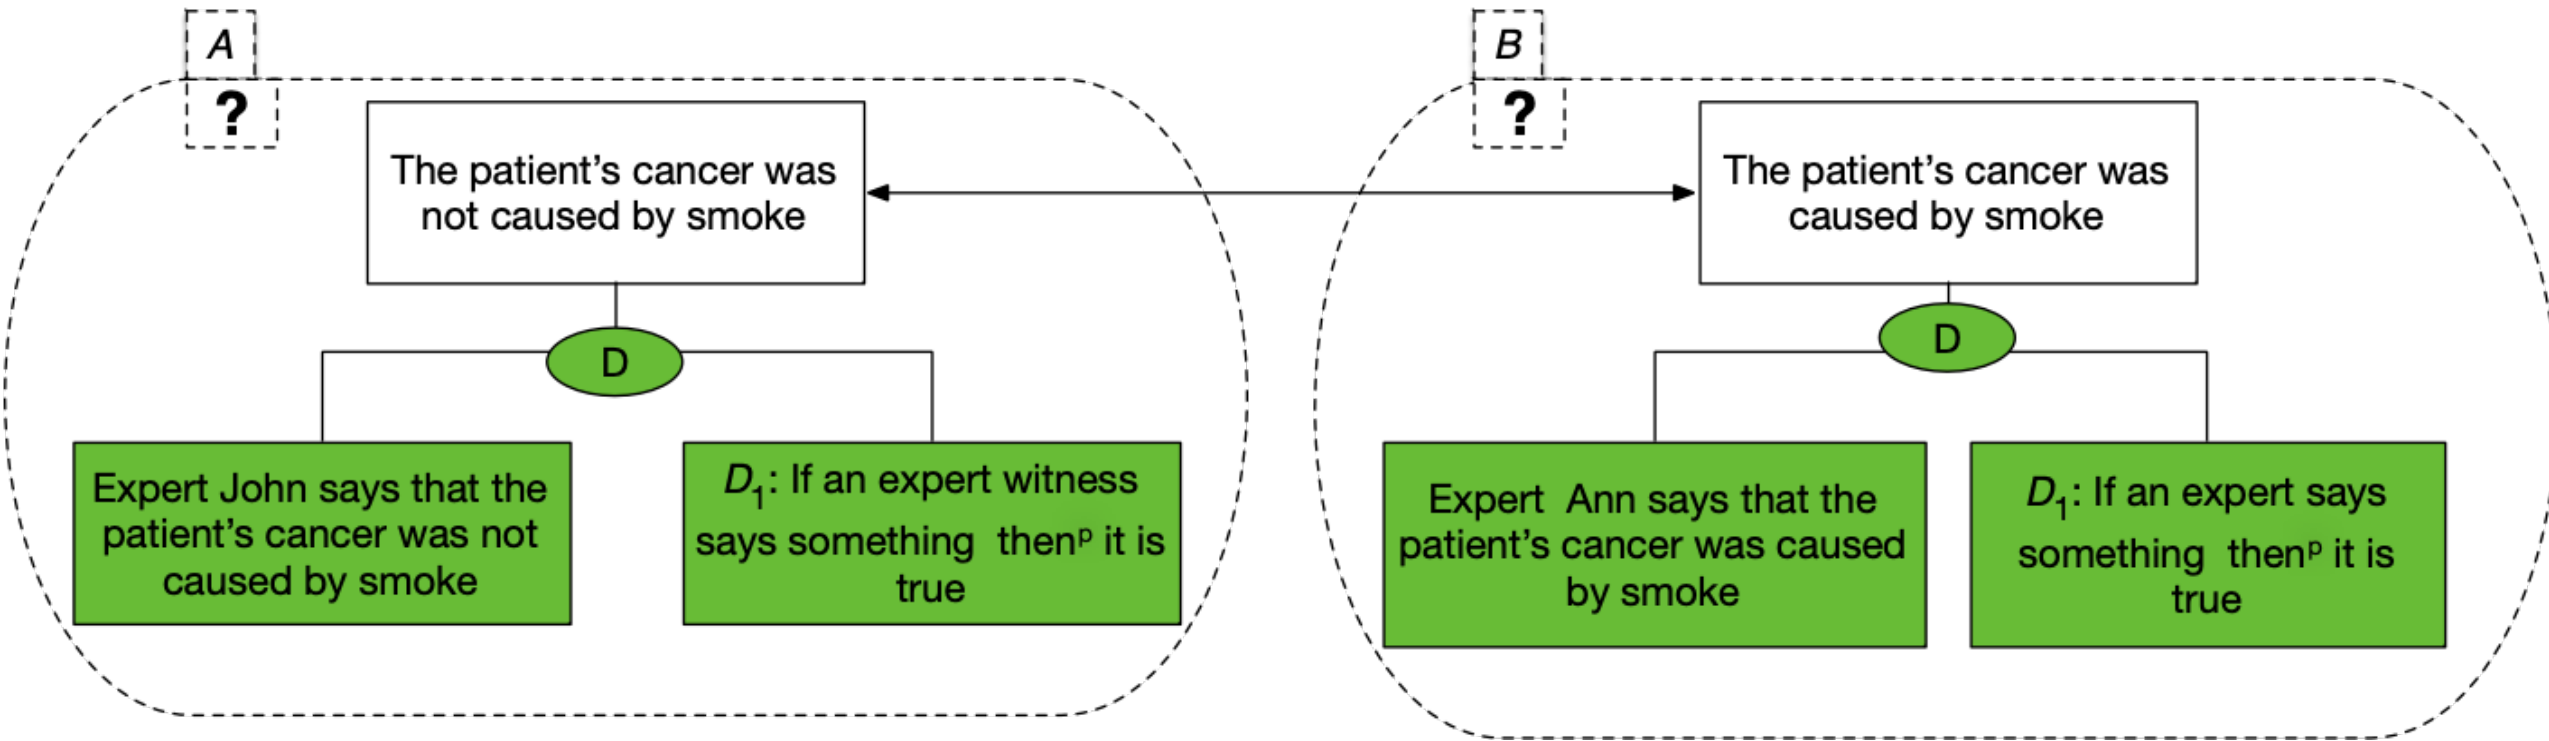 A
?
The patient's cancer was
not caused by smoke
D
Expert John says that the
patient's cancer was not
caused by smoke
D₁: If an expert witness
says something thenᵖ it is
true
B
?
The patient's cancer was
caused by smoke
D
Expert Ann says that the
patient's cancer was caused
by smoke
D₁: If an expert says
something thenᵖ it is
true